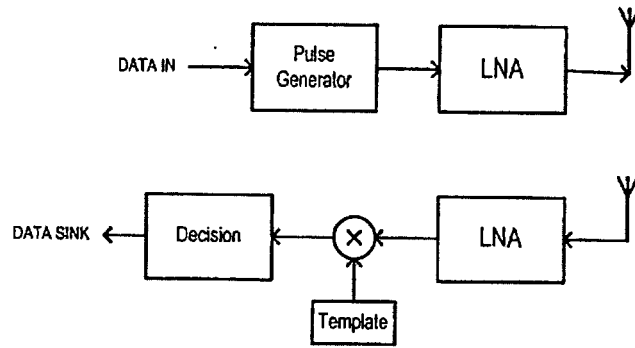 DATA IN
Pulse
Generator
LNA
DATA SINK
Decision
LNA
Template